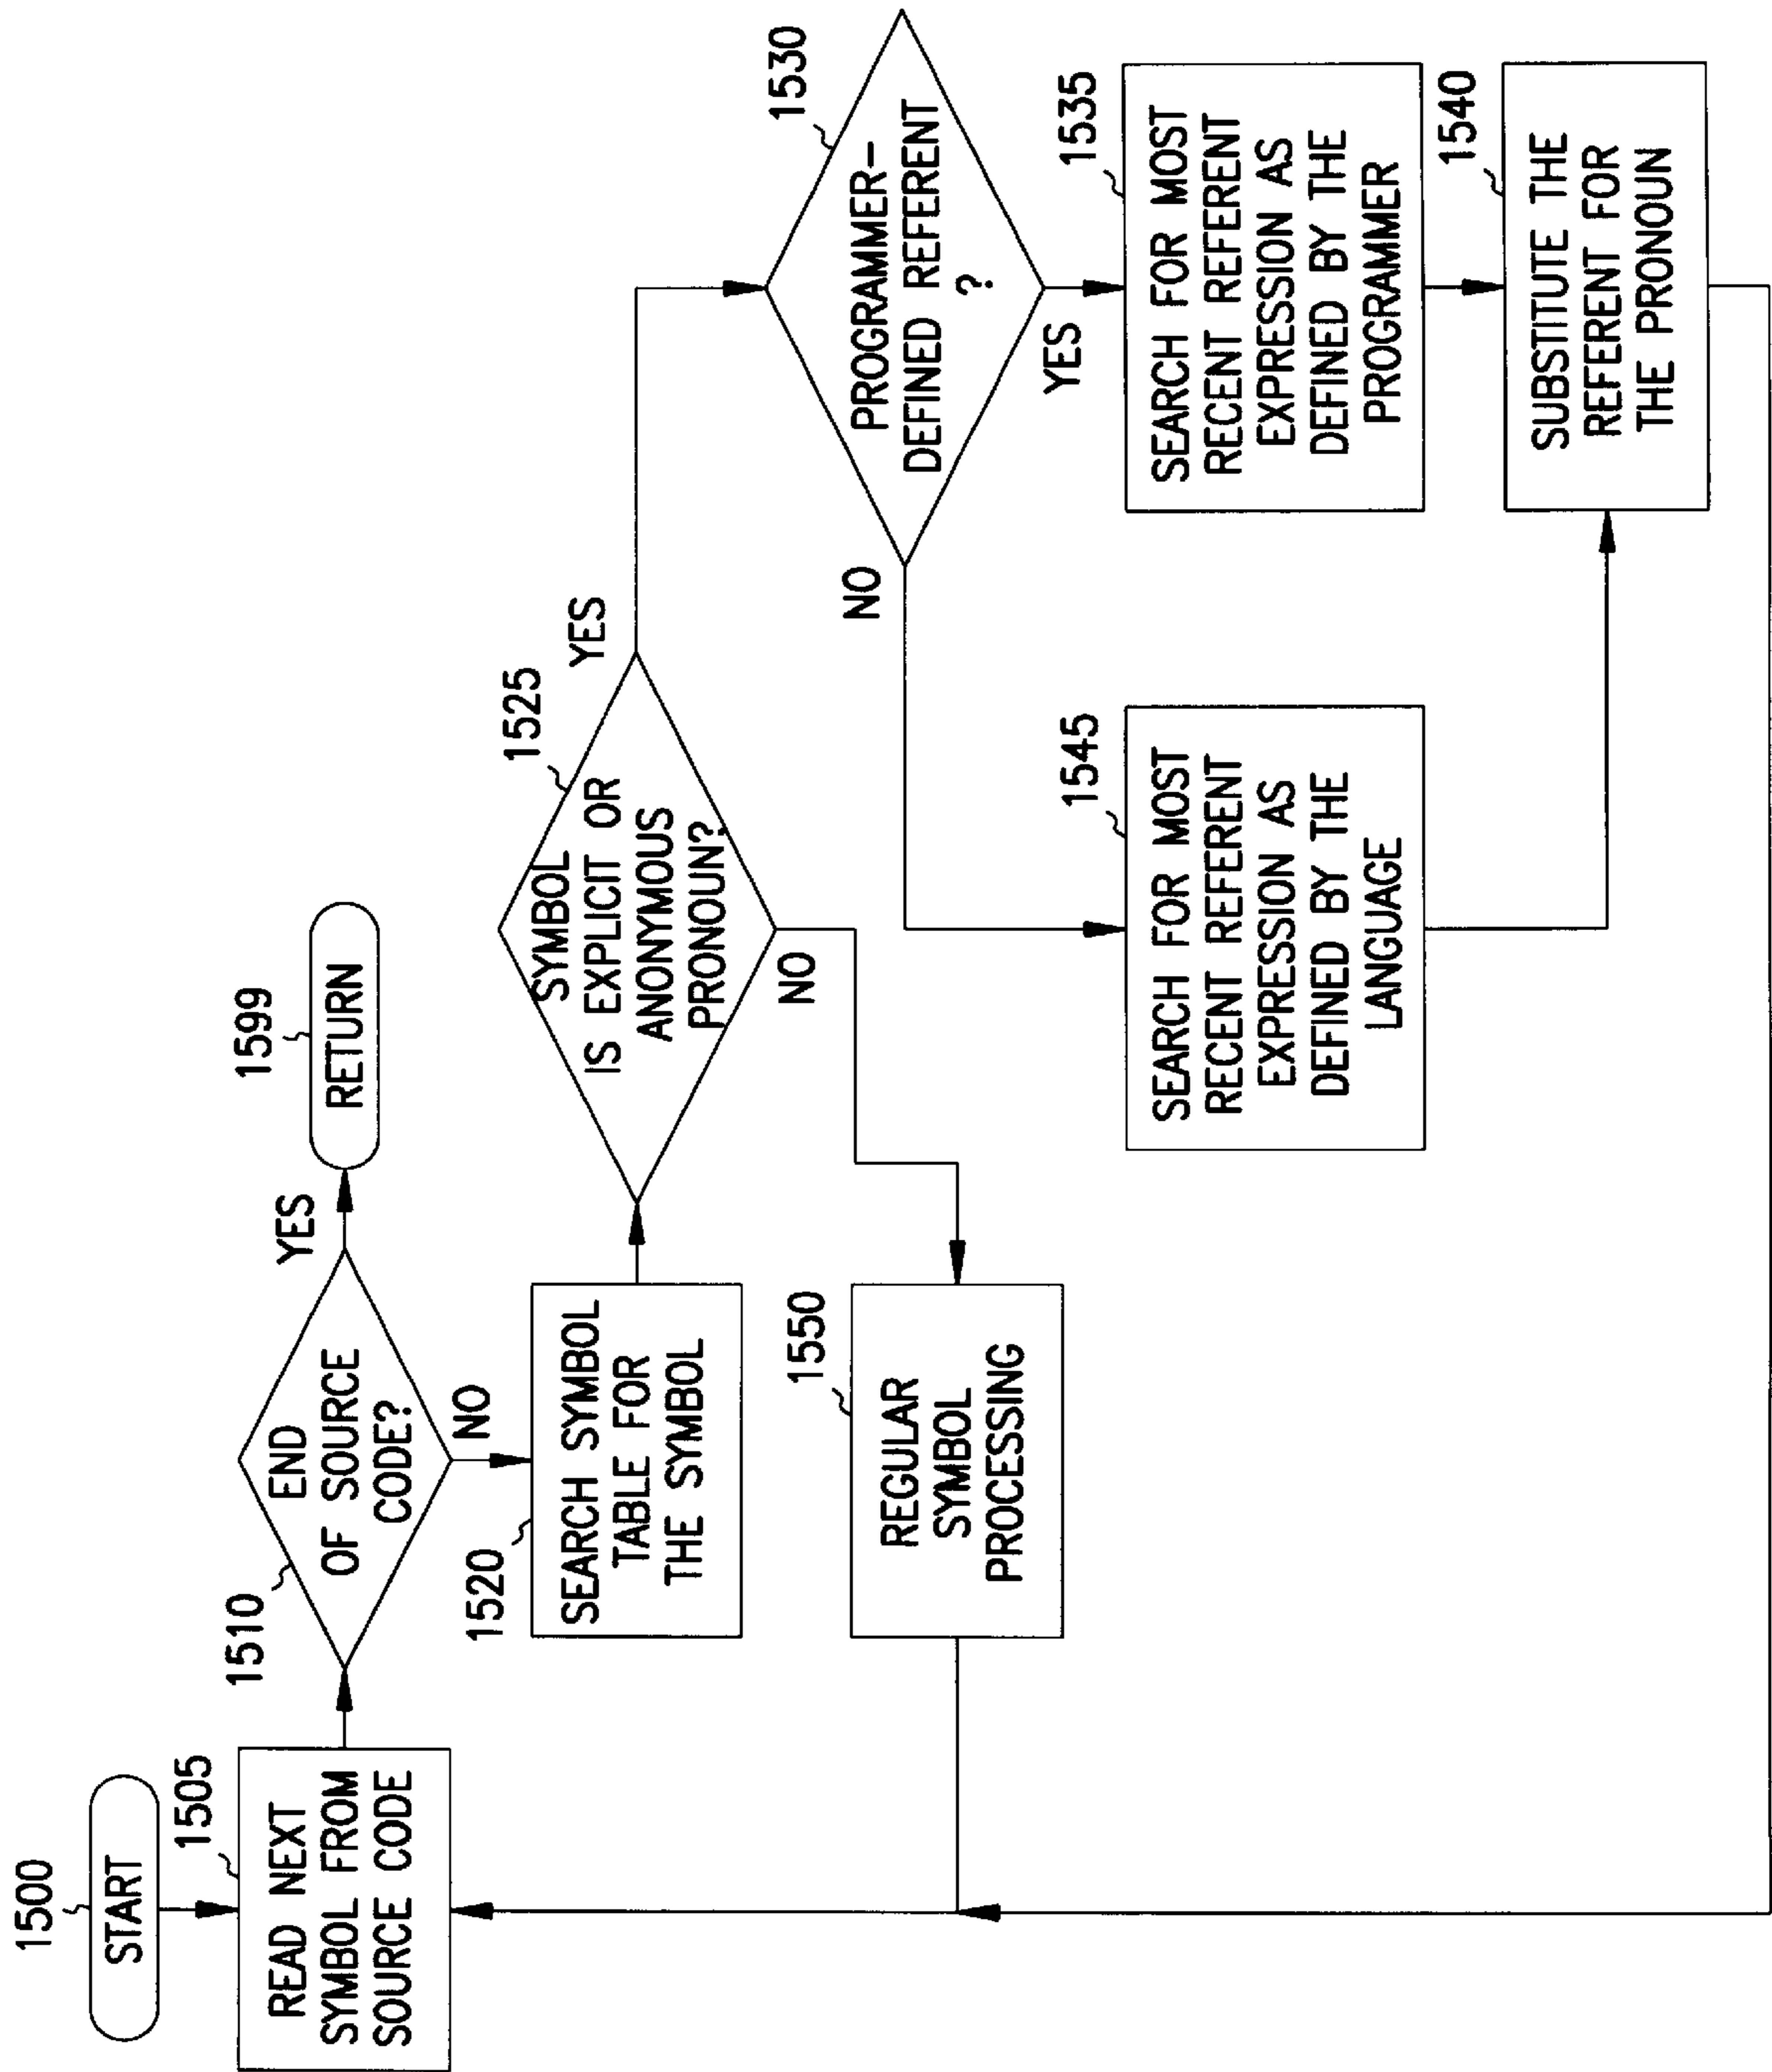 1500
START
1505
READ NEXT
SYMBOL FROM
SOURCE CODE
1510
END
OF SOURCE
CODE?
YES
1599
RETURN
NO
1520
SEARCH SYMBOL
TABLE FOR
THE SYMBOL
1525
SYMBOL
IS EXPLICIT OR
ANONYMOUS
PRONOUN?
YES
NO
1550
REGULAR
SYMBOL
PROCESSING
1530
PROGRAMMER-
DEFINED REFERENT
?
NO
YES
1545
SEARCH FOR MOST
RECENT REFERENT
EXPRESSION AS
DEFINED BY THE
LANGUAGE
1535
SEARCH FOR MOST
RECENT REFERENT
EXPRESSION AS
DEFINED BY THE
PROGRAMMER
1540
SUBSTITUTE THE
REFERENT FOR
THE PRONOUN